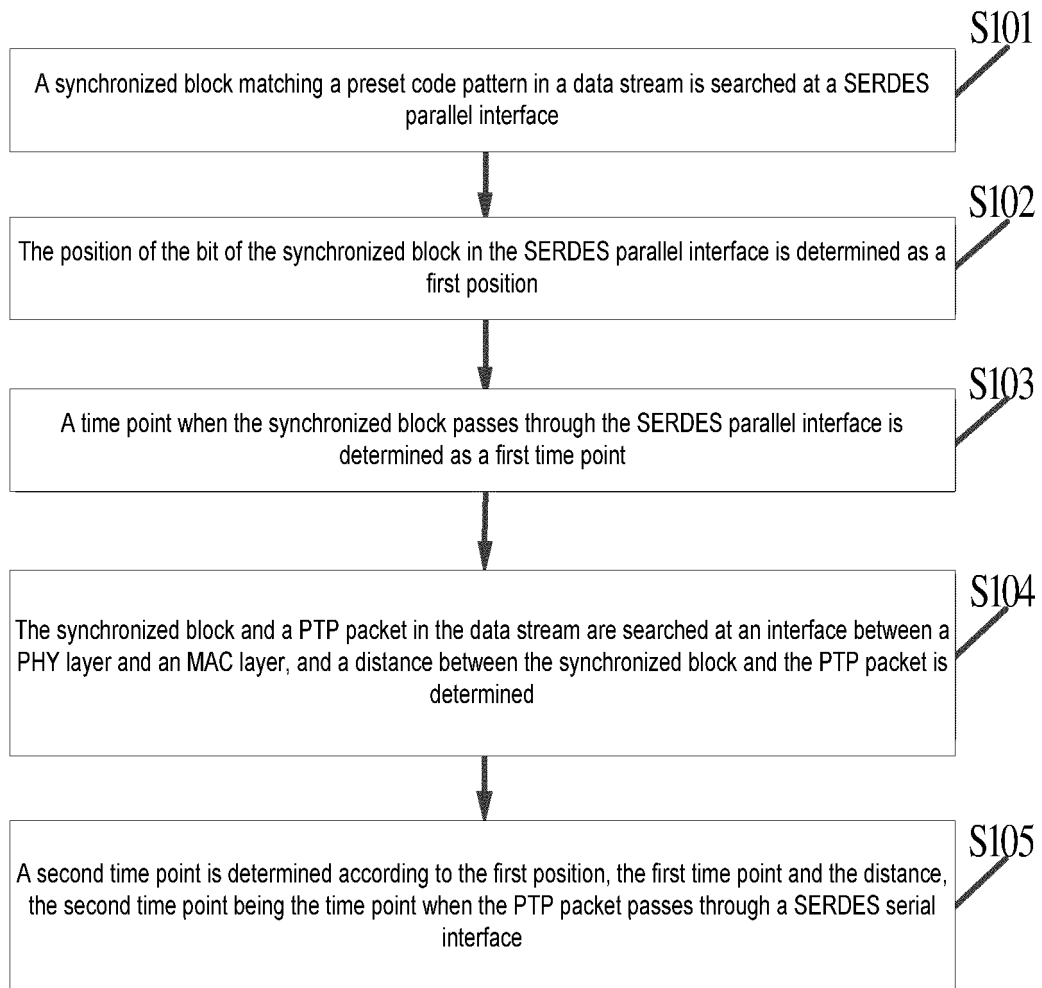 S101
A synchronized block matching a preset code pattern in a data stream is searched at a SERDES
parallel interface
S102
The position of the bit of the synchronized block in the SERDES parallel interface is determined as a
first position
S103
A time point when the synchronized block passes through the SERDES parallel interface is
determined as a first time point
S104
The synchronized block and a PTP packet in the data stream are searched at an interface between a
PHY layer and an MAC layer, and a distance between the synchronized block and the PTP packet is
determined
S105
A second time point is determined according to the first position, the first time point and the distance,
the second time point being the time point when the PTP packet passes through a SERDES serial
interface